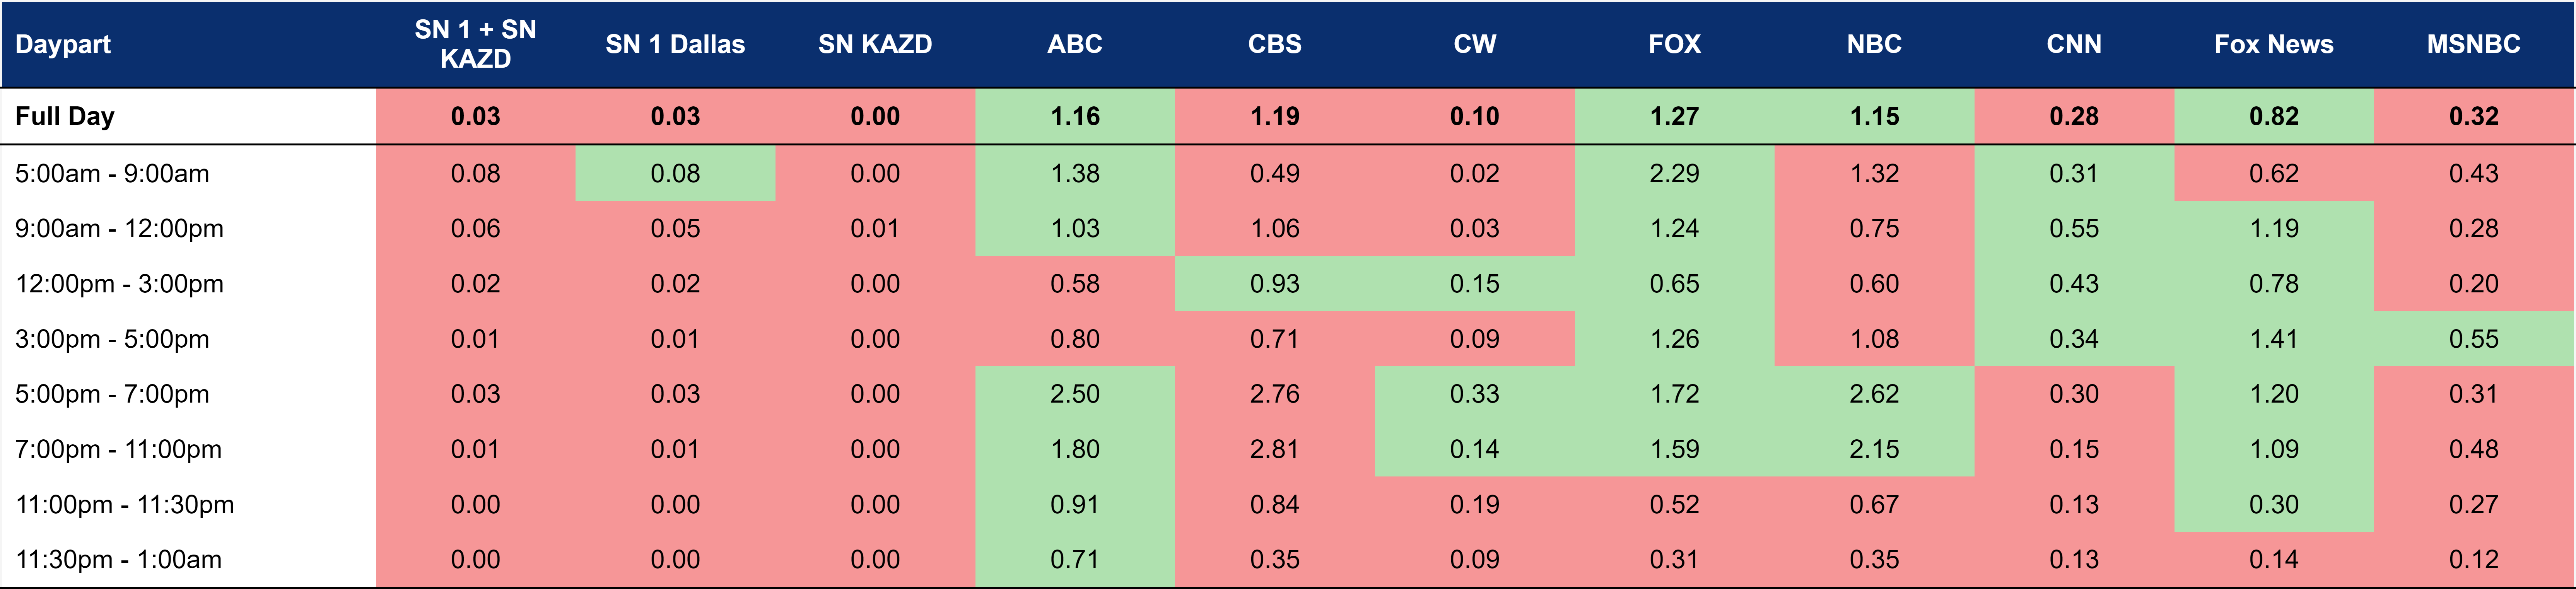 Daypart SN 1 + SN KAZD SN 1 Dallas SN KAZD ABC CBS CW FOX NBC CNN Fox News MSNBC
Full Day 0.03 0.03 0.00 1.16 1.19 0.10 1.27 1.15 0.28 0.82 0.32
5:00am - 9:00am 0.08 0.08 0.00 1.38 0.49 0.02 2.29 1.32 0.31 0.62 0.43
9:00am - 12:00pm 0.06 0.05 0.01 1.03 1.06 0.03 1.24 0.75 0.55 1.19 0.28
12:00pm - 3:00pm 0.02 0.02 0.00 0.58 0.93 0.15 0.65 0.60 0.43 0.78 0.20
3:00pm - 5:00pm 0.01 0.01 0.00 0.80 0.71 0.09 1.26 1.08 0.34 1.41 0.55
5:00pm - 7:00pm 0.03 0.03 0.00 2.50 2.76 0.33 1.72 2.62 0.30 1.20 0.31
7:00pm - 11:00pm 0.01 0.01 0.00 1.80 2.81 0.14 1.59 2.15 0.15 1.09 0.48
11:00pm - 11:30pm 0.00 0.00 0.00 0.91 0.84 0.19 0.52 0.67 0.13 0.30 0.27
11:30pm - 1:00am 0.00 0.00 0.00 0.71 0.35 0.09 0.31 0.35 0.13 0.14 0.12